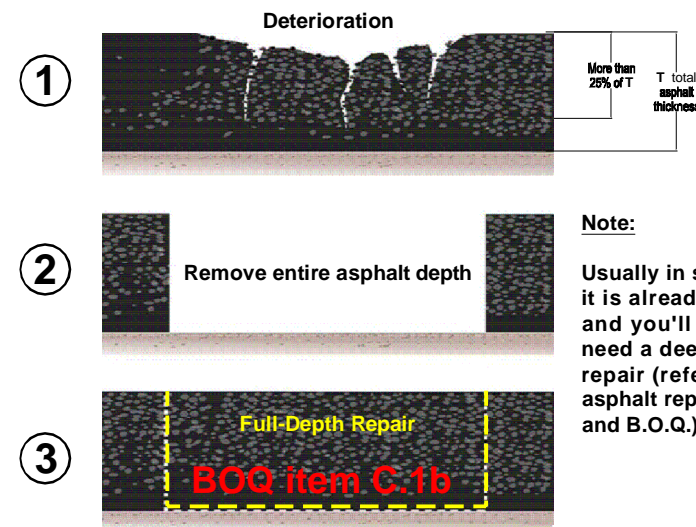 Deterioration
1
More than
25% of T
T total
asphalt
thickness
2
Remove entire asphalt depth
Note:
Usually in s
it is alread
and you'll
need a dee
repair (refe
asphalt rep
and B.O.Q.)
3
Full-Depth Repair
BOQ item C.1b